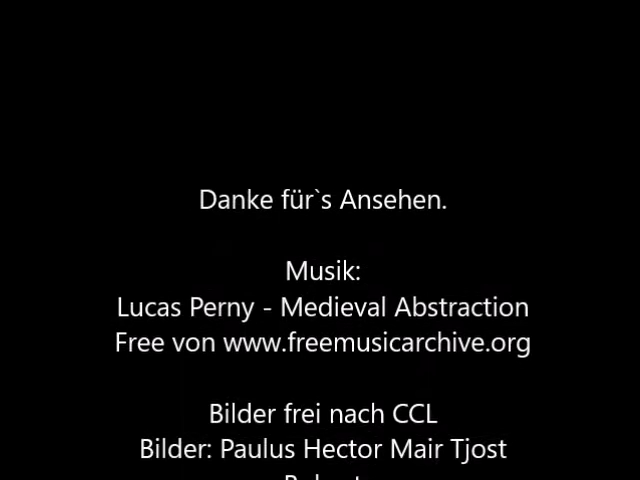 Danke für`s Ansehen.
Musik:
Lucas Perny - Medieval Abstraction
Free von www.freemusicarchive.org
Bilder frei nach CCL
Bilder: Paulus Hector Mair Tjost